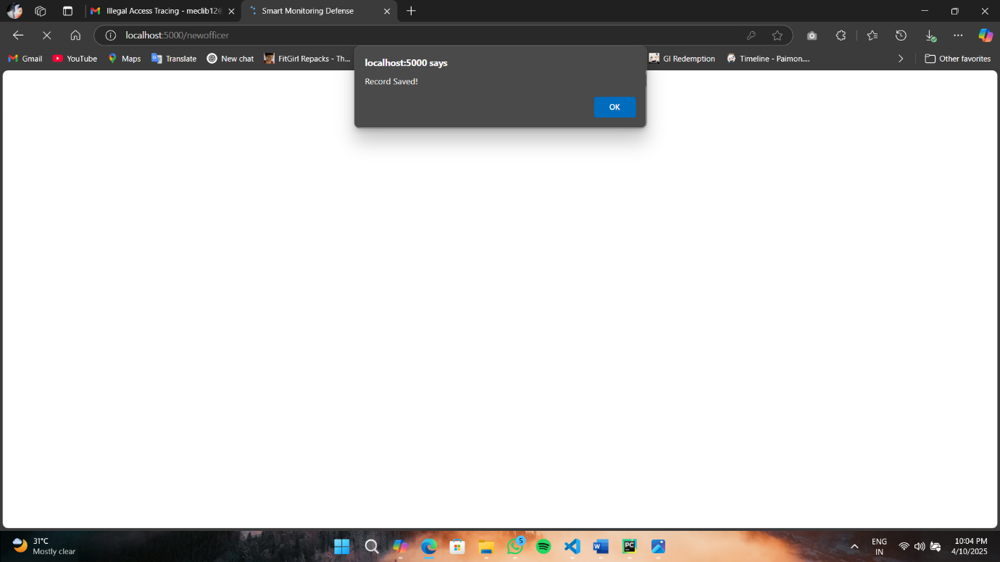 Illegal Access Tracing - meclib12@
Smart Monitoring Defense
localhost:5000/newofficer
Gmail
YouTube
Maps
Translate
New chat
FitGirl Repacks - Th...
GI Redemption
Timeline - Paimon....
Other favorites
localhost:5000 says
Record Saved!
OK
31°C
Mostly clear
5
PC
ENG
IN
10:04 PM
4/10/2025